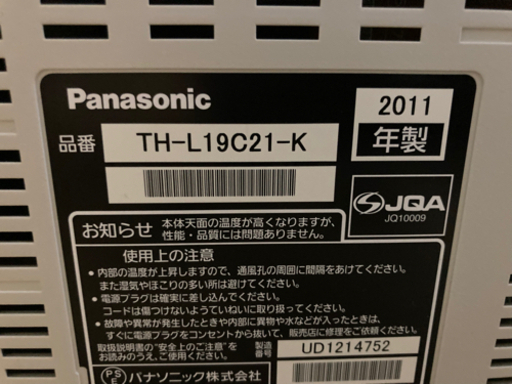 Panasonic
2011
年製
品番
TH-L19C21-K
JQA
JQ10009
お知らせ
本体天面の温度が高くなりますが、
性能・品質には問題ありません。
使用上の注意
• 内部の温度が上昇しますので、通風孔の周囲に間隔をあけてください。
また湿気やほこりの多い所は避けてください。
• 電源プラグは確実に差し込んでください。
コードは傷つけないようていねいに取り扱ってください。
• 故障や異常が発生したときや内部に異物や水などが入ったときは、
すぐに電源プラグをコンセントから抜いて、販売店に修理をご依頼ください。
取扱説明書の"安全上のご注意"を
お読みのうえ、ご使用ください。
製造番号
UD1214752
PSE
パナソニック株式会社